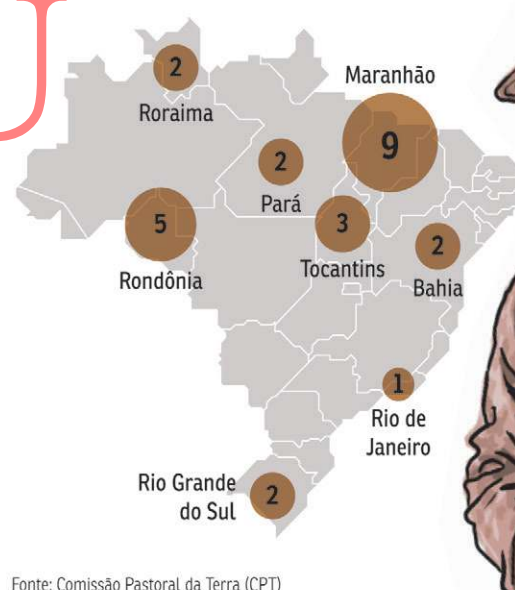 2
Roraima
Maranhão
9
2
Pará
5
Rondônia
3
Tocantins
2
Bahia
1
Rio de
Janeiro
Rio Grande
do Sul
2
Fonte: Comissão Pastoral da Terra (CPT)